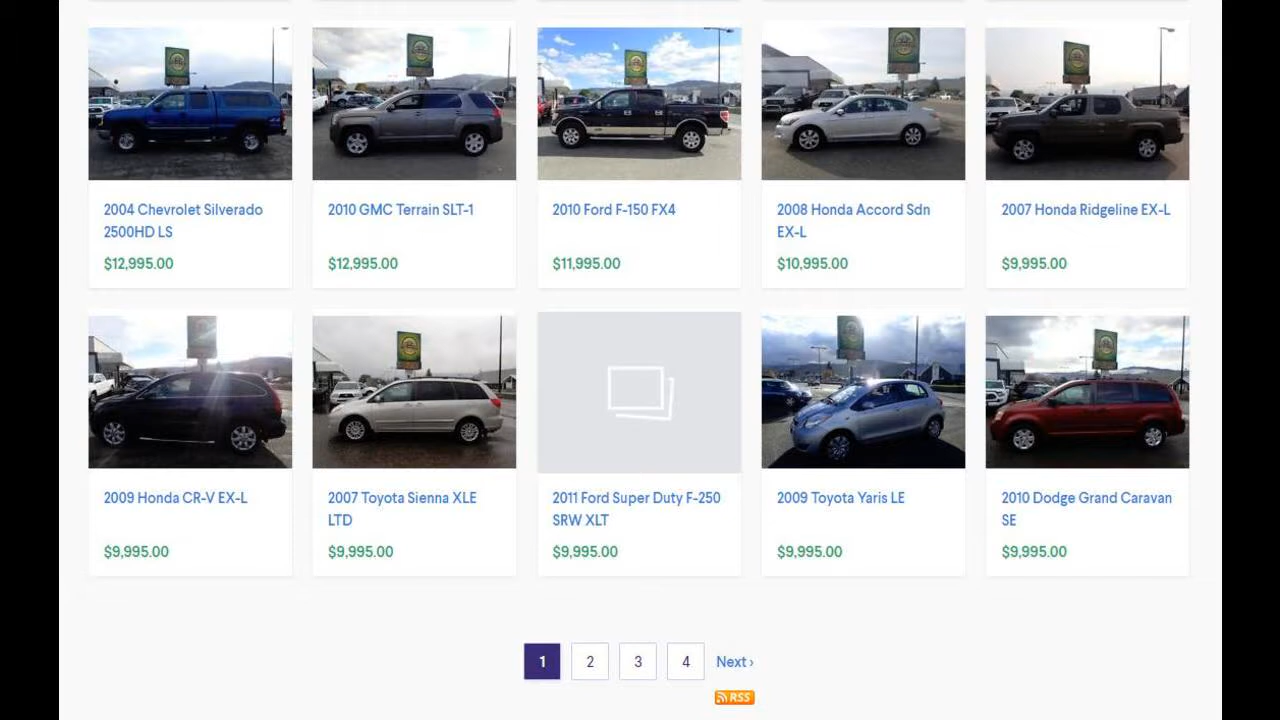 2004 Chevrolet Silverado
2500HD LS
$12,995.00
2010 GMC Terrain SLT-1
$12,995.00
2010 Ford F-150 FX4
$11,995.00
2008 Honda Accord Sdn
EX-L
$10,995.00
2007 Honda Ridgeline EX-L
$9,995.00
2009 Honda CR-V EX-L
$9,995.00
2007 Toyota Sienna XLE
LTD
$9,995.00
2011 Ford Super Duty F-250
SRW XLT
$9,995.00
2009 Toyota Yaris LE
$9,995.00
2010 Dodge Grand Caravan
SE
$9,995.00
1 2 3 4 Next ›
RSS